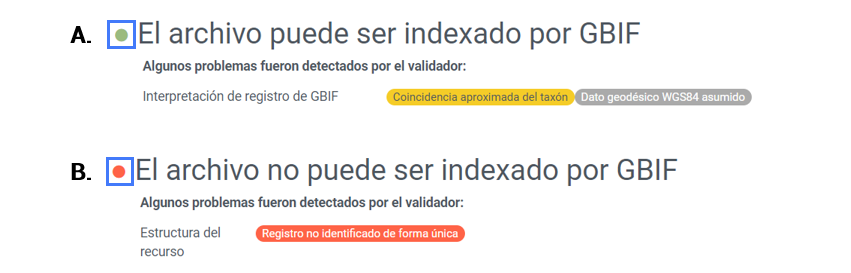 A. El archivo puede ser indexado por GBIF
Algunos problemas fueron detectados por el validador:
Interpretación de registro de GBIF Coincidencia aproximada del taxón Dato geodésico WGS84 asumido
B. El archivo no puede ser indexado por GBIF
Algunos problemas fueron detectados por el validador:
Estructura del recurso Registro no identificado de forma única